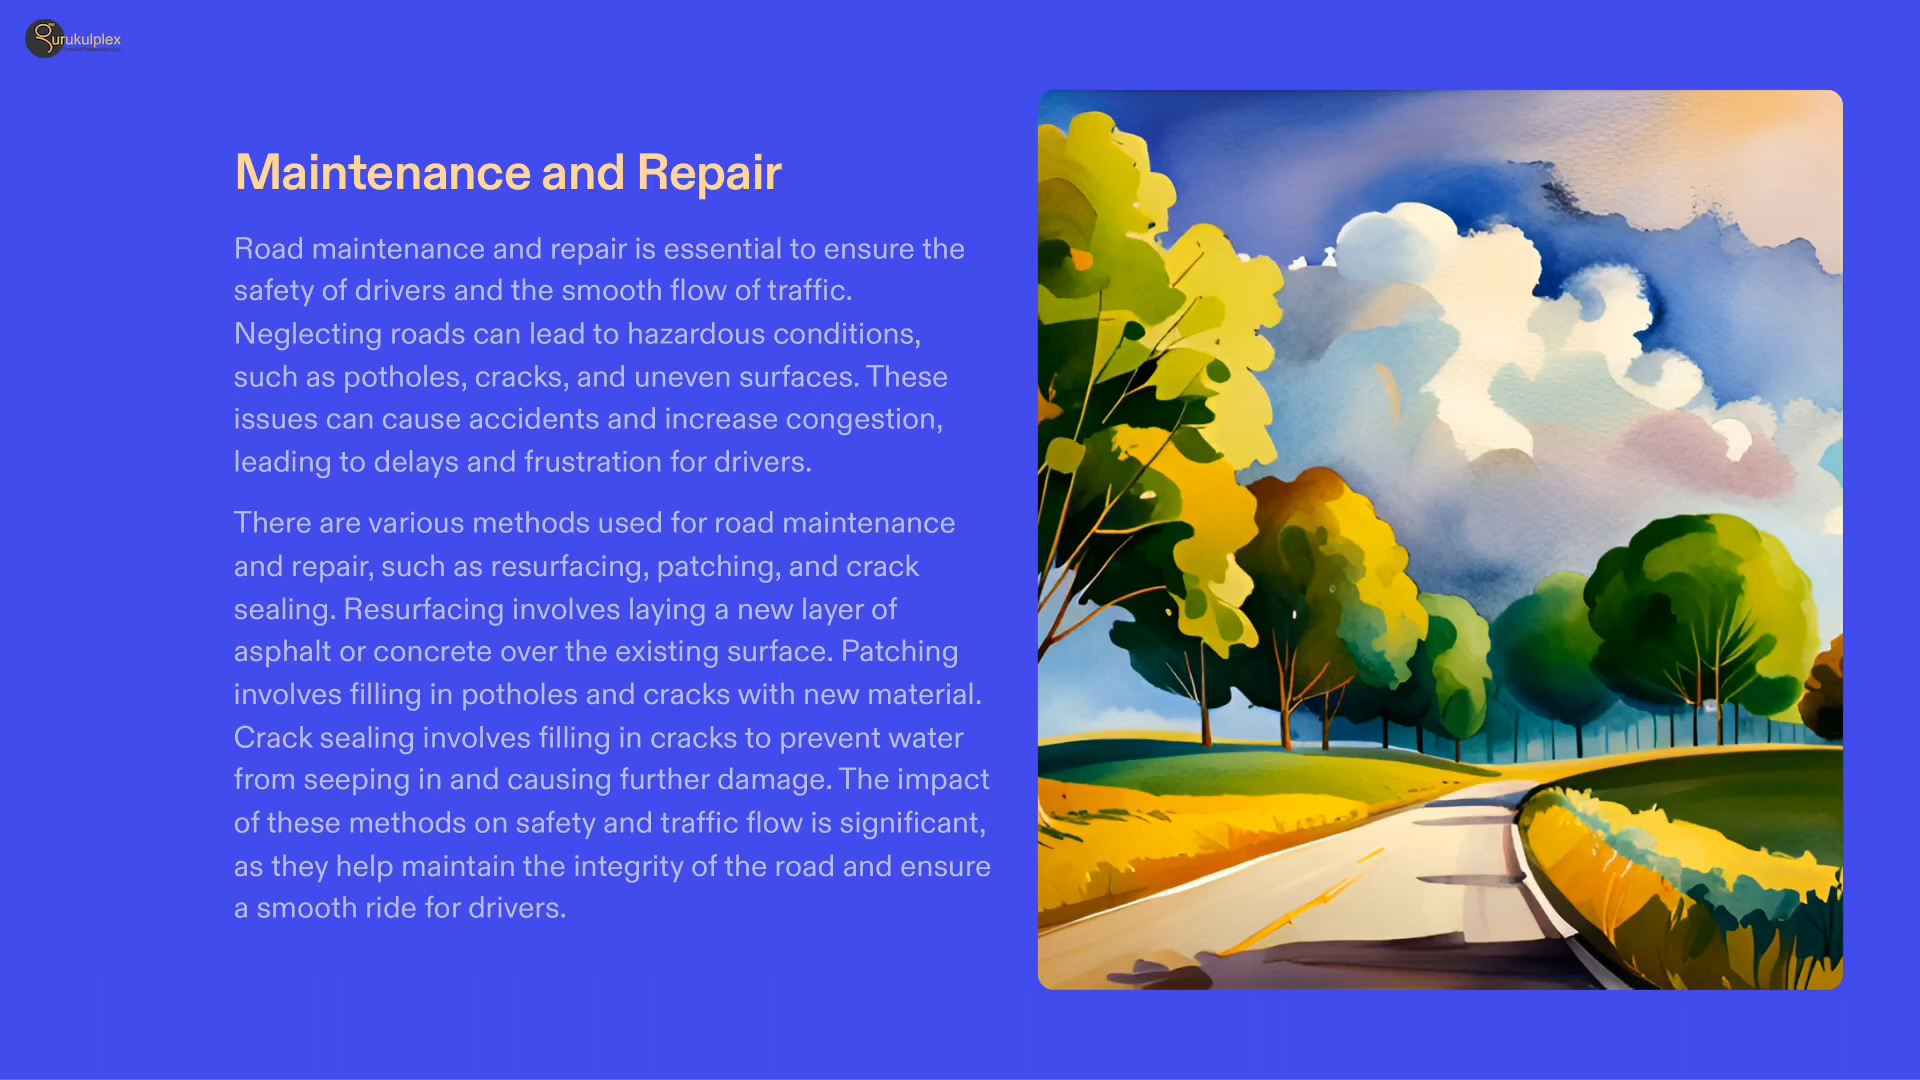 gurukulplex
Maintenance and Repair
Road maintenance and repair is essential to ensure the
safety of drivers and the smooth flow of traffic.
Neglecting roads can lead to hazardous conditions,
such as potholes, cracks, and uneven surfaces. These
issues can cause accidents and increase congestion,
leading to delays and frustration for drivers.
There are various methods used for road maintenance
and repair, such as resurfacing, patching, and crack
sealing. Resurfacing involves laying a new layer of
asphalt or concrete over the existing surface. Patching
involves filling in potholes and cracks with new material.
Crack sealing involves filling in cracks to prevent water
from seeping in and causing further damage. The impact
of these methods on safety and traffic flow is significant,
as they help maintain the integrity of the road and ensure
a smooth ride for drivers.